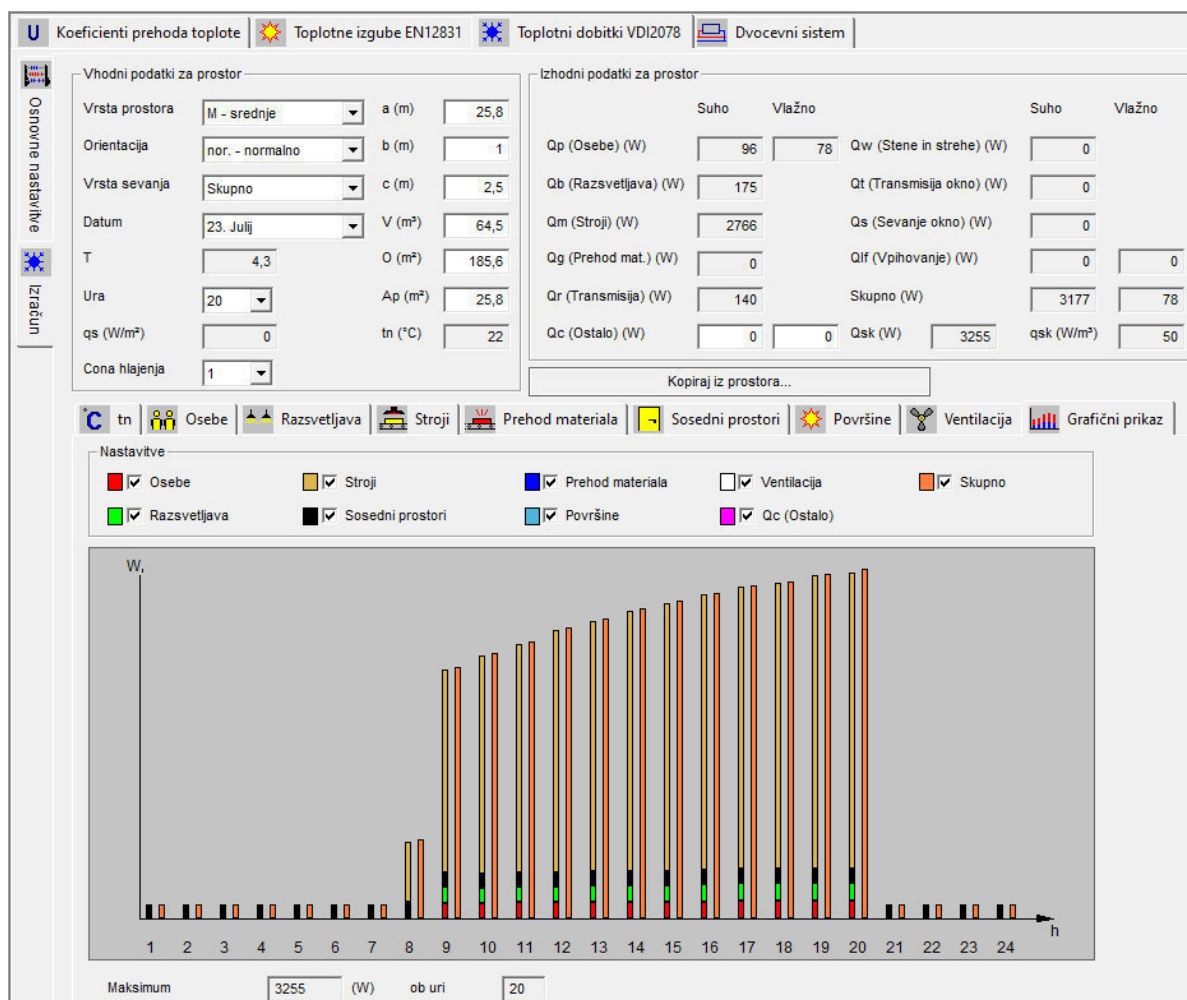 U Koeficienti prehoda toplote Toplotne izgube EN12831 Toplotni dobitki VDI2078 Dvocevni sistem
Osnovne nastavitve
Izračun
Vhodni podatki za prostor
Vrsta prostora M - srednje a (m) 25,8
Orientacija nor. - normalno b (m) 1
Vrsta sevanja Skupno c (m) 2,5
Datum 23. Julij V (m³) 64,5
T 4,3 O (m²) 185,6
Ura 20 Ap (m²) 25,8
qs (W/m²) 0 tn (°C) 22
Cona hlajenja 1
Izhodni podatki za prostor
Suho Vlažno Suho Vlažno
Qp (Osebe) (W) 96 78 Qw (Stene in strehe) (W) 0
Qb (Razsvetljava) (W) 175 Qt (Transmisija okno) (W) 0
Qm (Stroji) (W) 2766 Qs (Sevanje okno) (W) 0
Qg (Prehod mat.) (W) 0 Qlf (Vpihovanje) (W) 0 0
Qr (Transmisija) (W) 140 Skupno (W) 3177 78
Qc (Ostalo) (W) 0 0 Qsk (W) 3255 qsk (W/m³) 50
Kopiraj iz prostora...
°C tn Osebe Razsvetljava Stroji Prehod materiala Sosedni prostori Površine Ventilacija Grafični prikaz
Nastavitve
Osebe Stroji Prehod materiala Ventilacija Skupno
Razsvetljava Sosedni prostori Površine Qc (Ostalo)
W,
1 2 3 4 5 6 7 8 9 10 11 12 13 14 15 16 17 18 19 20 21 22 23 24 h
Maksimum 3255 (W) ob uri 20